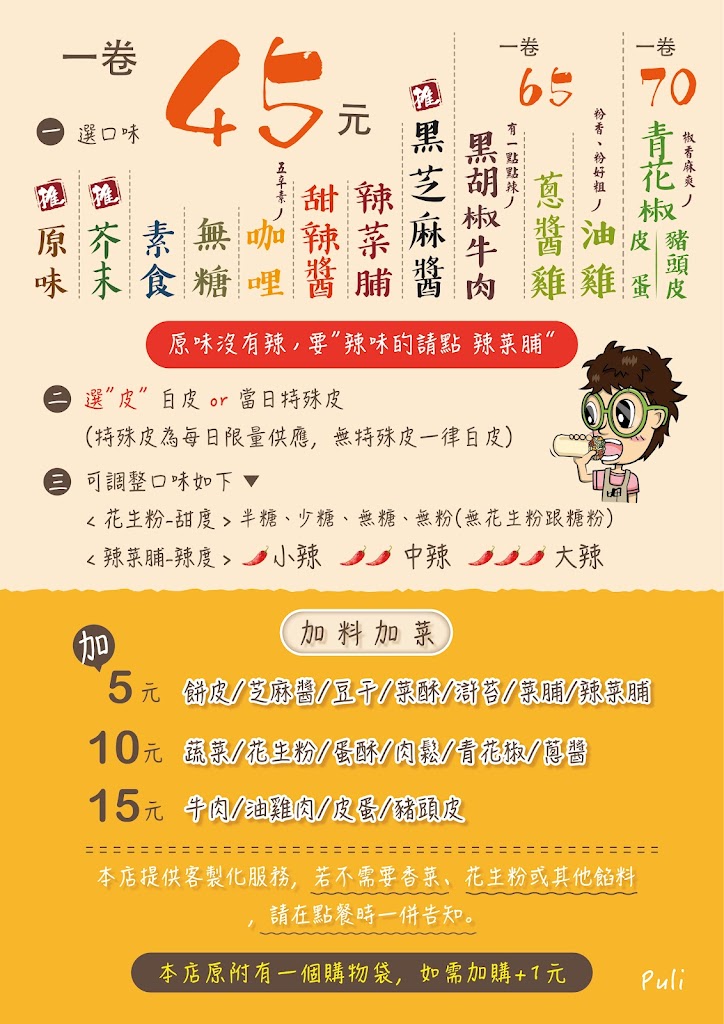 一卷 45 元
一卷 65
一卷 70
一 選口味
推 原味
推 芥末
素食
無糖
咖哩 五辛素
甜辣醬
辣菜脯
推 黑芝麻醬
黑胡椒牛肉 有一點點辣
蔥醬雞
油雞 粉香、粉好粗
青花椒 椒香麻爽
皮蛋
豬頭皮
原味沒有辣,要"辣味的請點 辣菜脯"
二 選"皮" 白皮 or 當日特殊皮
(特殊皮為每日限量供應, 無特殊皮一律白皮)
三 可調整口味如下▼
<花生粉-甜度> 半糖、少糖、無糖、無粉(無花生粉跟糖粉)
<辣菜脯-辣度> 小辣 中辣 大辣
加料加菜
加
5元 餅皮/芝麻醬/豆干/菜酥/滸苔/菜脯/辣菜脯
10元 蔬菜/花生粉/蛋酥/肉鬆/青花椒/蔥醬
15元 牛肉/油雞肉/皮蛋/豬頭皮
本店提供客製化服務, 若不需要香菜、花生粉或其他餡料
, 請在點餐時一併告知。
本店原附有一個購物袋, 如需加購+1元
Puli